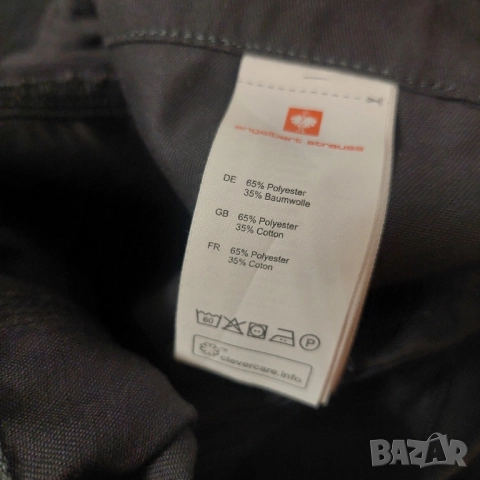 engelbert strauss
DE 65% Polyester
35% Baumwolle
GB 65% Polyester
35% Cotton
FR 65% Polyester
35% Coton
60 P
clevercare.info
BAZAR